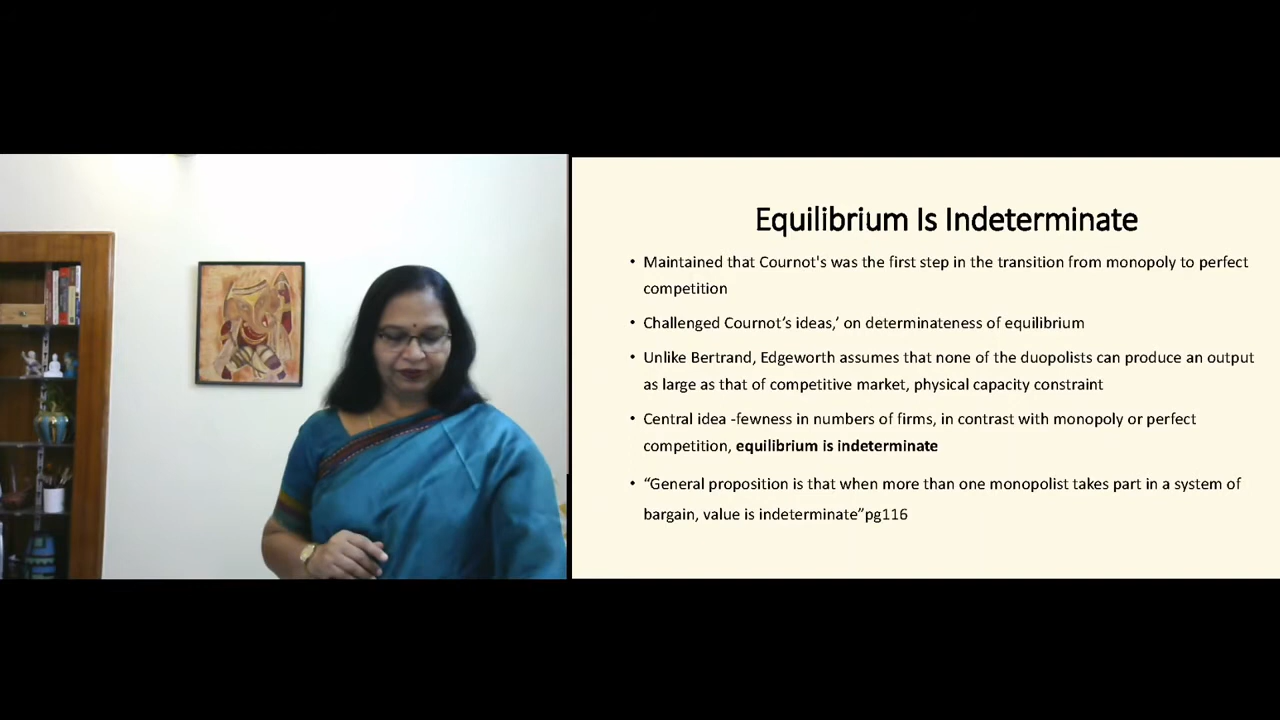 Equilibrium Is Indeterminate
• Maintained that Cournot's was the first step in the transition from monopoly to perfect
competition
• Challenged Cournot’s ideas,’ on determinateness of equilibrium
• Unlike Bertrand, Edgeworth assumes that none of the duopolists can produce an output
as large as that of competitive market, physical capacity constraint
• Central idea -fewness in numbers of firms, in contrast with monopoly or perfect
competition, equilibrium is indeterminate
• “General proposition is that when more than one monopolist takes part in a system of
bargain, value is indeterminate”pg116